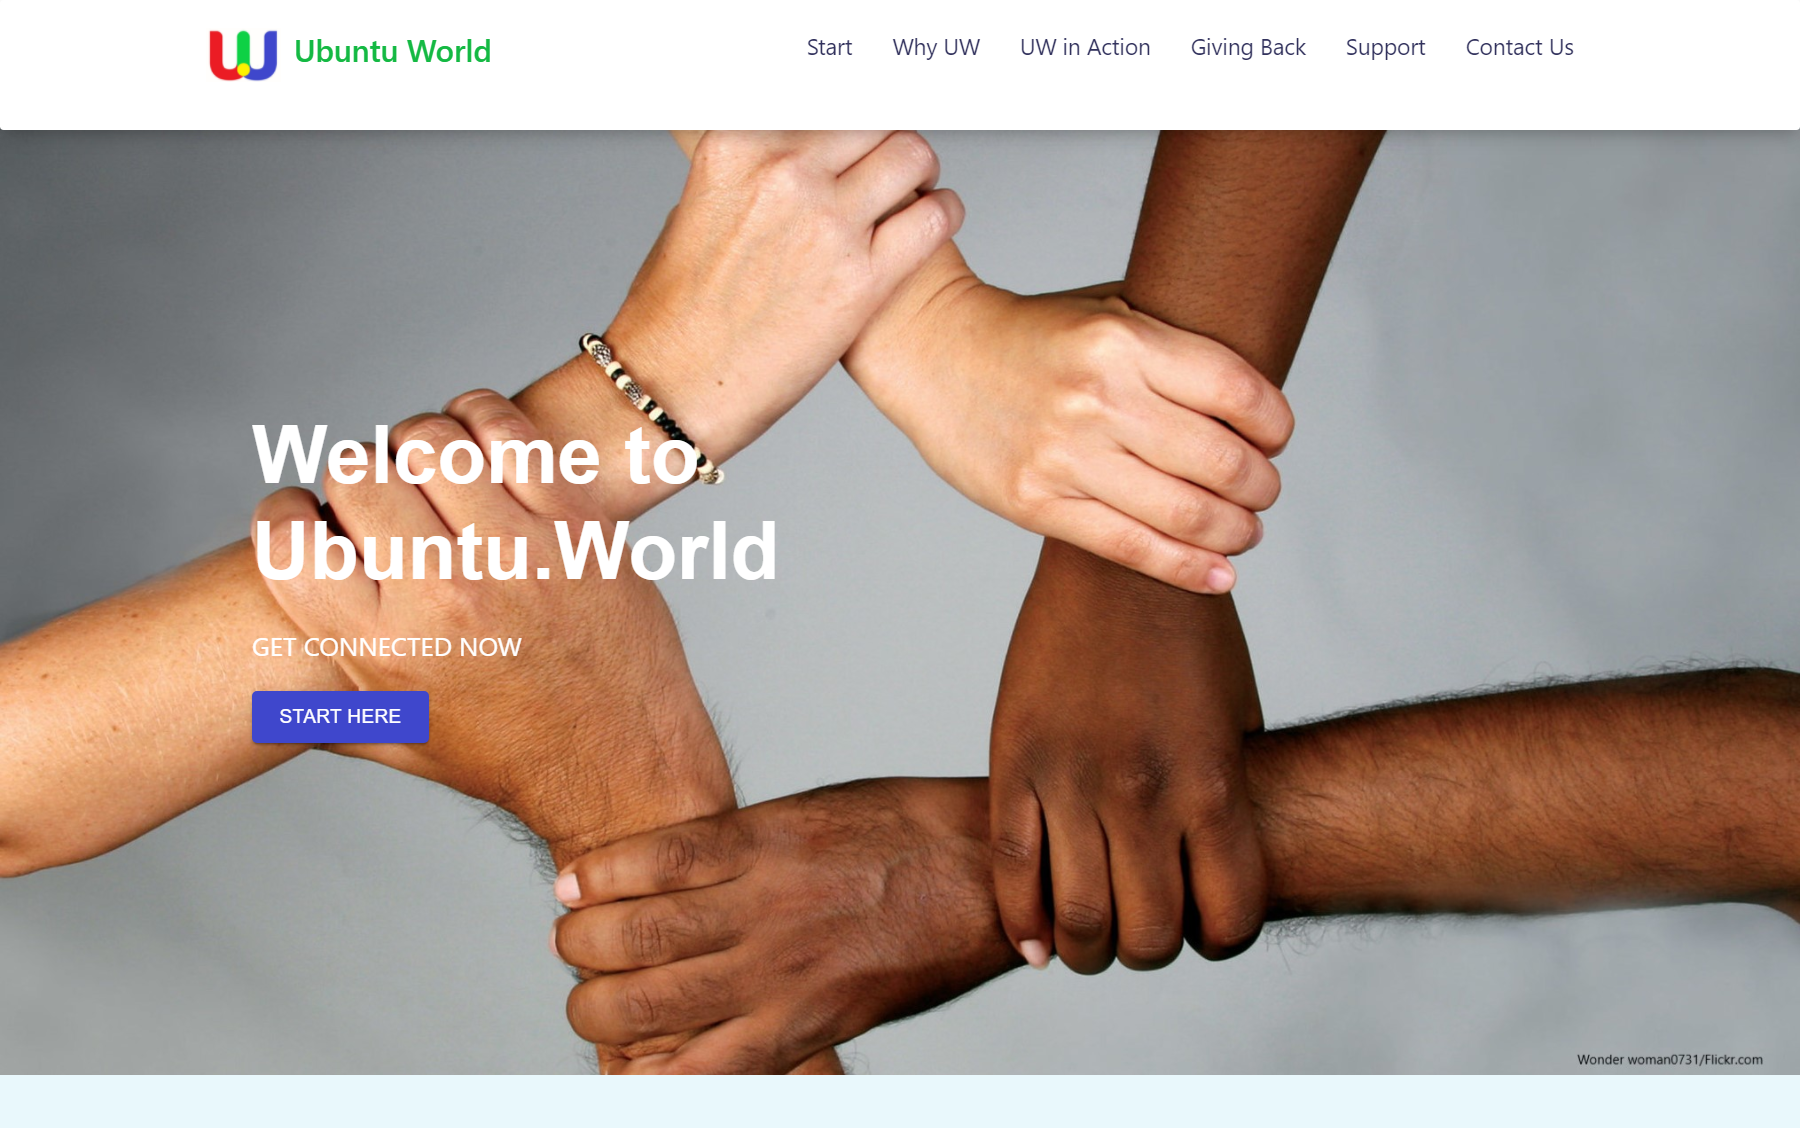 Ubuntu World
Start Why UW UW in Action Giving Back Support Contact Us
Welcome to
Ubuntu.World
GET CONNECTED NOW
START HERE
Wonder woman0731/Flickr.com